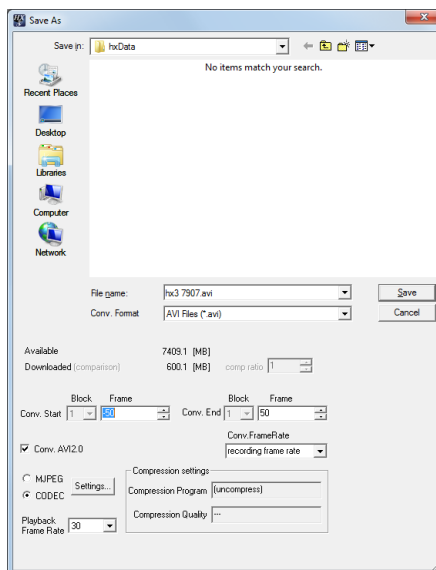 Save As
Save in: hxData
No items match your search.
Recent Places
Desktop
Libraries
Computer
Network
File name: hx3 7907.avi Save
Conv. Format AVI Files (*.avi) Cancel
Available 7409.1 [MB]
Downloaded (comparison) 600.1 [MB] comp ratio 1
Block Frame Block Frame
Conv. Start 1 -50 Conv. End 1 50
Conv.FrameRate
Conv. AVI2.0 recording frame rate
MJPEG
CODEC
Settings...
Compression settings
Compression Program (uncompress)
Compression Quality ---
Playback
Frame Rate 30